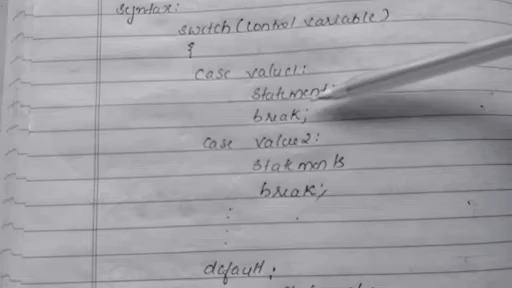 Syntax:
switch (control variable)
{
case value1:
statement;
break;
case value2:
statements
break;
:
:
default: